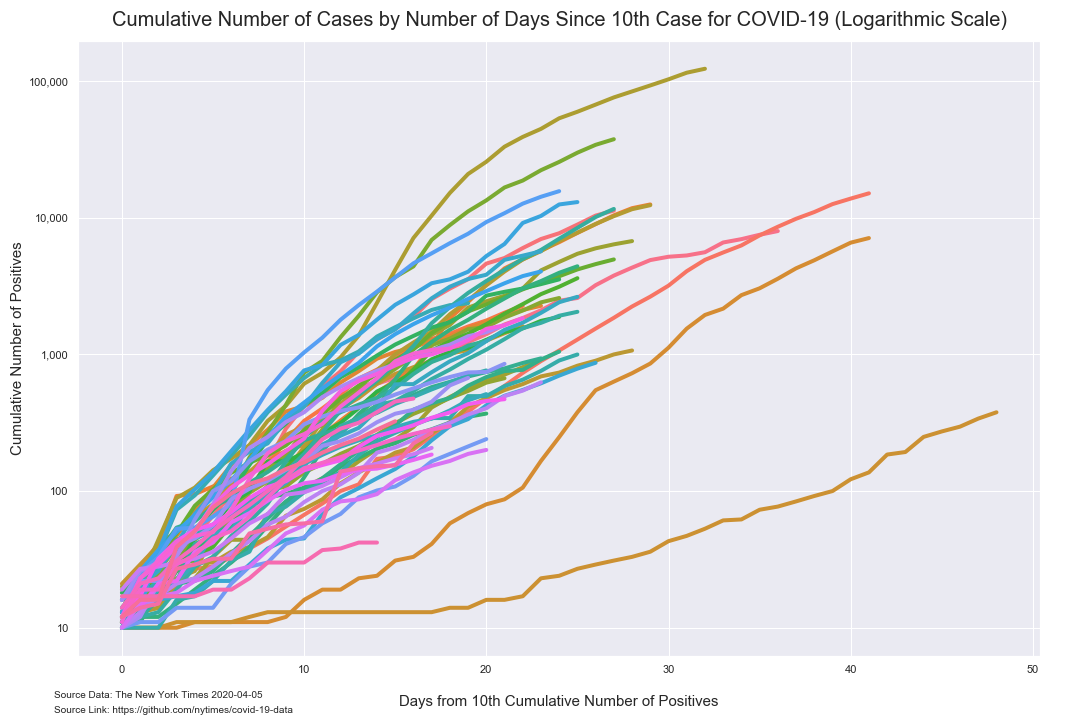 Cumulative Number of Cases by Number of Days Since 10th Case for COVID-19 (Logarithmic Scale)
100,000
10,000
1,000
100
10
Cumulative Number of Positives
0 10 20 30 40 50
Days from 10th Cumulative Number of Positives
Source Data: The New York Times 2020-04-05
Source Link: https://github.com/nytimes/covid-19-data